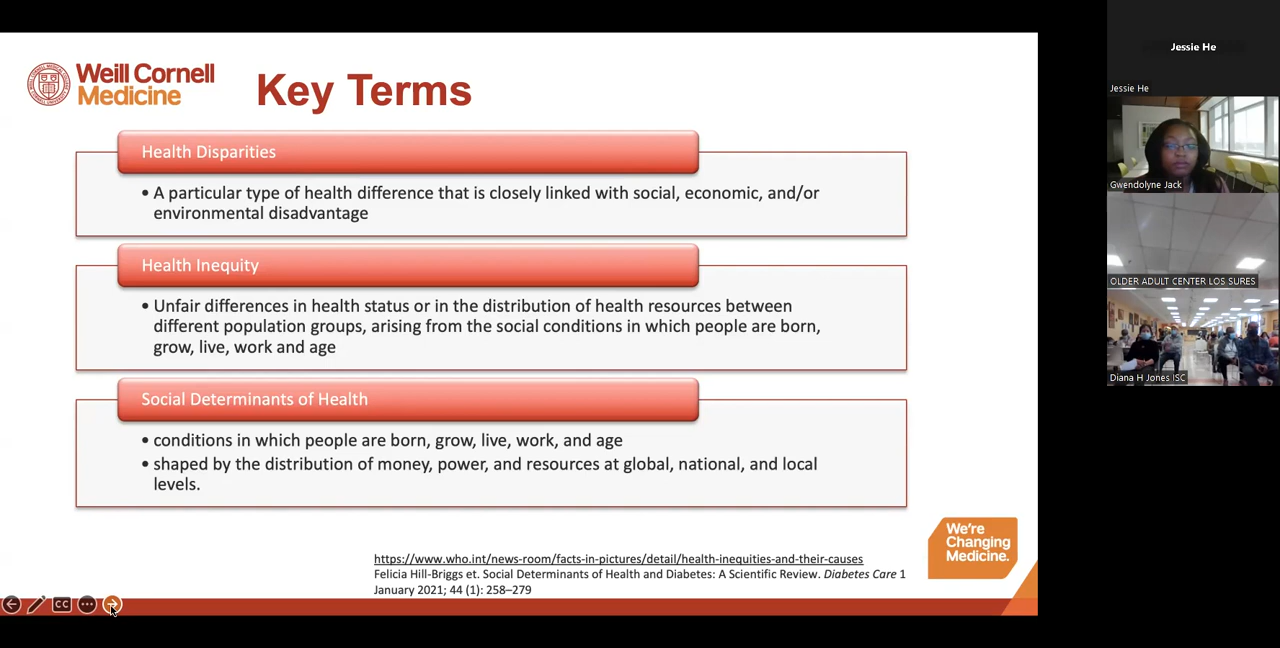 Weill Cornell
Medicine
Key Terms
Health Disparities
• A particular type of health difference that is closely linked with social, economic, and/or
environmental disadvantage
Health Inequity
• Unfair differences in health status or in the distribution of health resources between
different population groups, arising from the social conditions in which people are born,
grow, live, work and age
Social Determinants of Health
• conditions in which people are born, grow, live, work, and age
• shaped by the distribution of money, power, and resources at global, national, and local
levels.
https://www.who.int/news-room/facts-in-pictures/detail/health-inequities-and-their-causes
Felicia Hill-Briggs et. Social Determinants of Health and Diabetes: A Scientific Review. Diabetes Care 1
January 2021; 44 (1): 258–279
We're
Changing
Medicine.
CC
Jessie He
Jessie He
Gwendolyne Jack
OLDER ADULT CENTER LOS SURES
Diana H Jones ISC